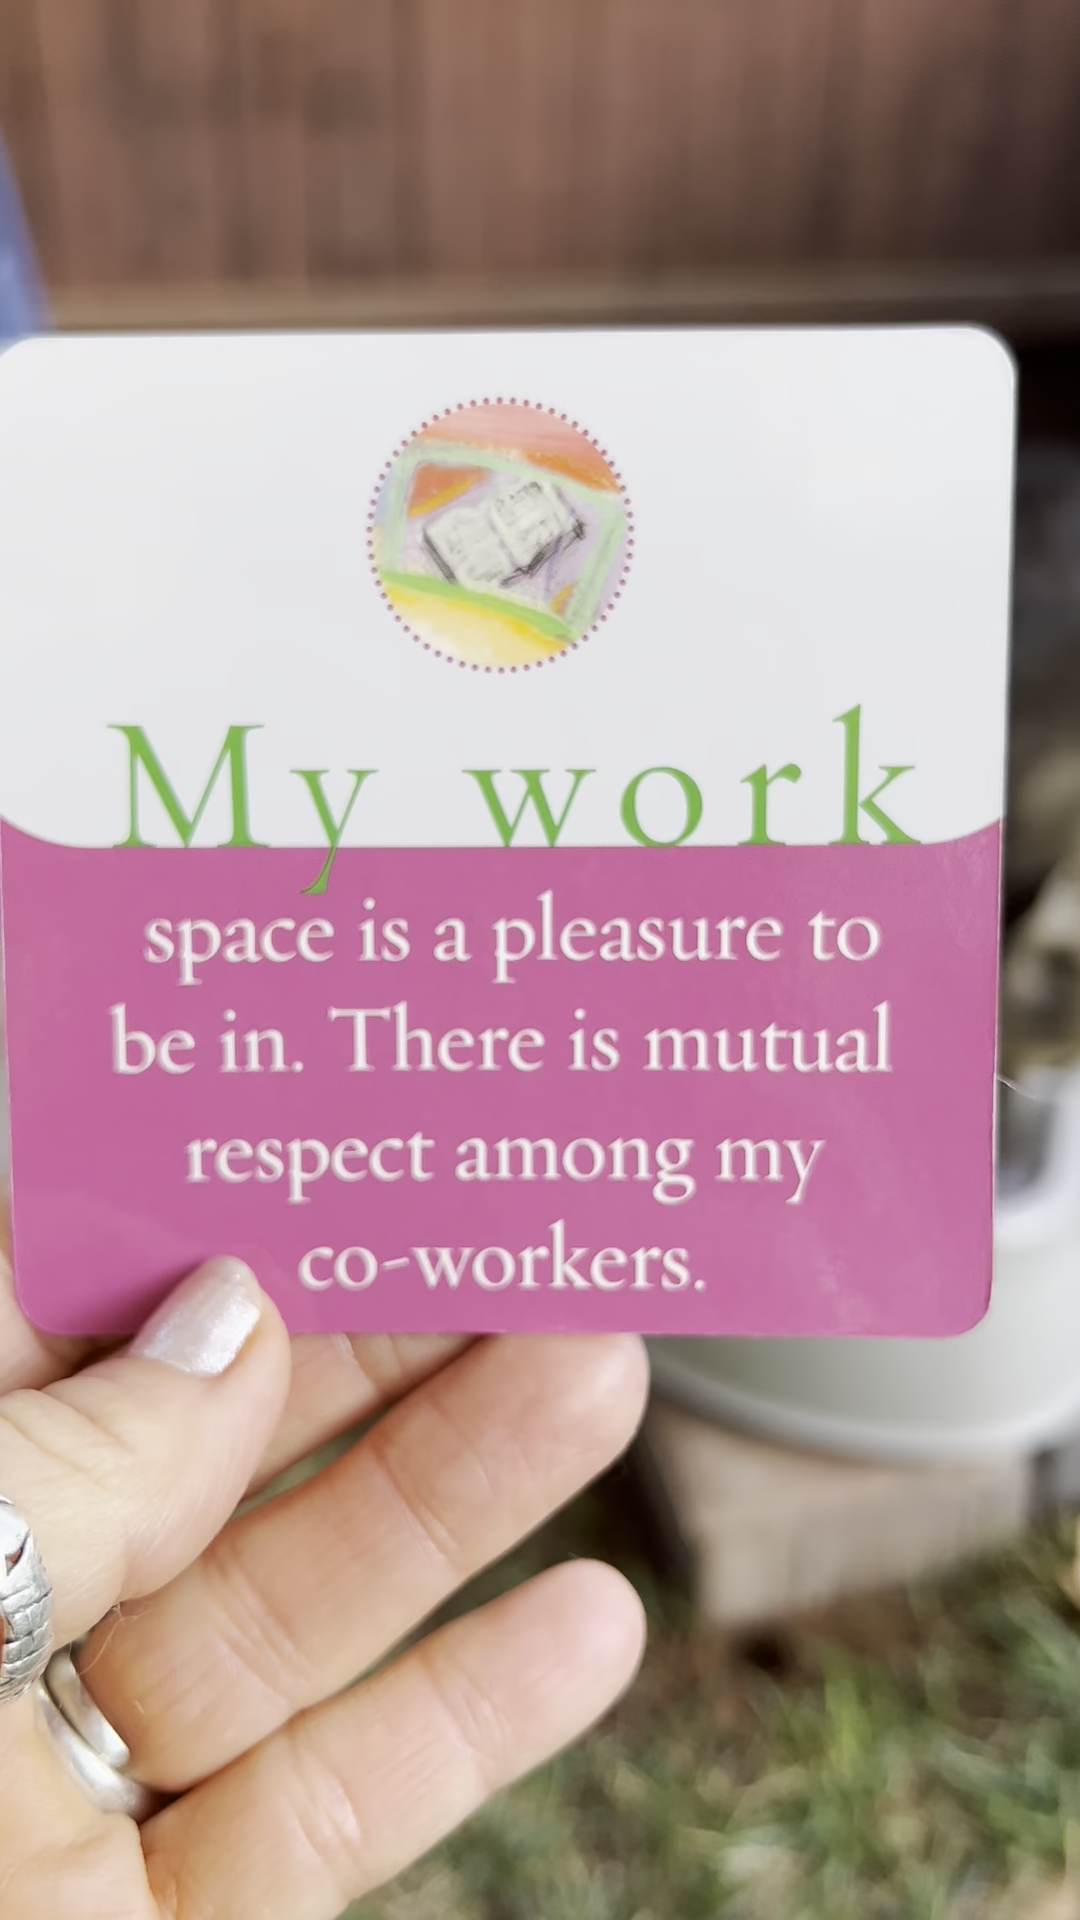 My work
space is a pleasure to
be in. There is mutual
respect among my
co-workers.